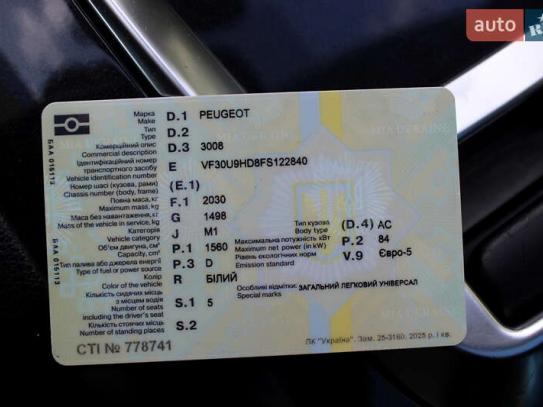 auto
R
БАА 015113
БАА 015113
Марка
Make
D.1 PEUGEOT
Тип
Type
D.2
Комерційний опис
Commercial description
D.3 3008
Ідентифікаційний номер
транспортного засобу
Vehicle identification number
E VF30U9HD8FS122840
Номер шасі (кузова, рами)
Chassis number (body, frame)
(E.1)
Повна маса, кг
Maximum mass, kg
F.1 2030
Маса без навантаження, кг
Mass of the vehicle in service, kg
G 1498
Категорія
Vehicle category
J M1
Об'єм двигуна, см³
Capacity, cm³
P.1 1560
Тип палива або джерела енергії
Type of fuel or power source
P.3 D
Колір
Color of the vehicle
R БІЛИЙ
Кількість сидячих місць
з місцем водія
Number of seats
including the driver's seat
S.1 5
Кількість стоячих місць
Number of standing places
S.2
Тип кузова
Body type
(D.4) AC
Максимальна потужність кВт
Maximum net power (in kW)
P.2 84
Рівень екологічних норм
Emission standard
V.9 Євро-5
Особливі відмітки:
Special marks
ЗАГАЛЬНИЙ ЛЕГКОВИЙ УНІВЕРСАЛ
СТІ № 778741
ПК "Україна". Зам. 25-3160. 2025 р. I кв.